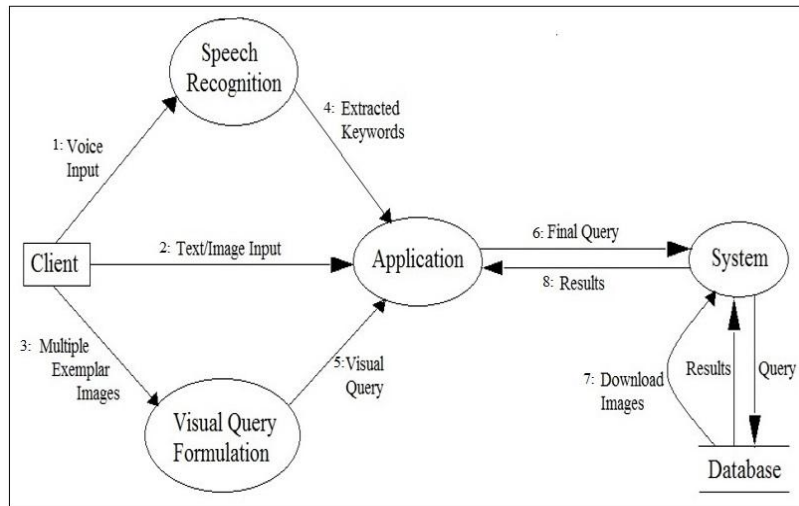 Speech
Recognition
4: Extracted
Keywords
1: Voice
Input
6: Final Query
2: Text/Image Input
Client
Application
System
8: Results
3: Multiple
Exemplar
Images
5: Visual
Query
7: Download
Images
Results
Query
Visual Query
Formulation
Database